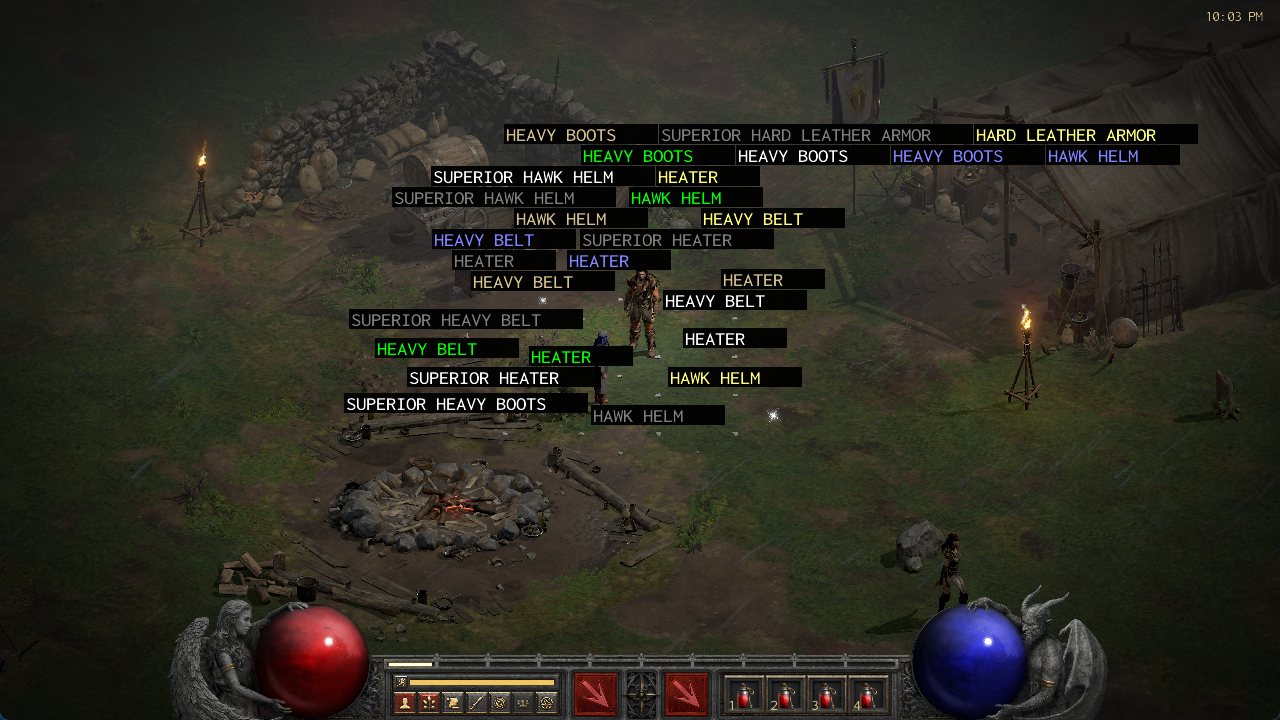 10:03 PM
HEAVY BOOTS SUPERIOR HARD LEATHER ARMOR HARD LEATHER ARMOR
HEAVY BOOTS HEAVY BOOTS HEAVY BOOTS HAWK HELM
SUPERIOR HAWK HELM HEATER
SUPERIOR HAWK HELM HAWK HELM
HAWK HELM HEAVY BELT
HEAVY BELT SUPERIOR HEATER
HEATER HEATER
HEAVY BELT HEATER
HEAVY BELT
SUPERIOR HEAVY BELT
HEATER
HEAVY BELT HEATER
SUPERIOR HEATER HAWK HELM
SUPERIOR HEAVY BOOTS
HAWK HELM
1 2 3 4